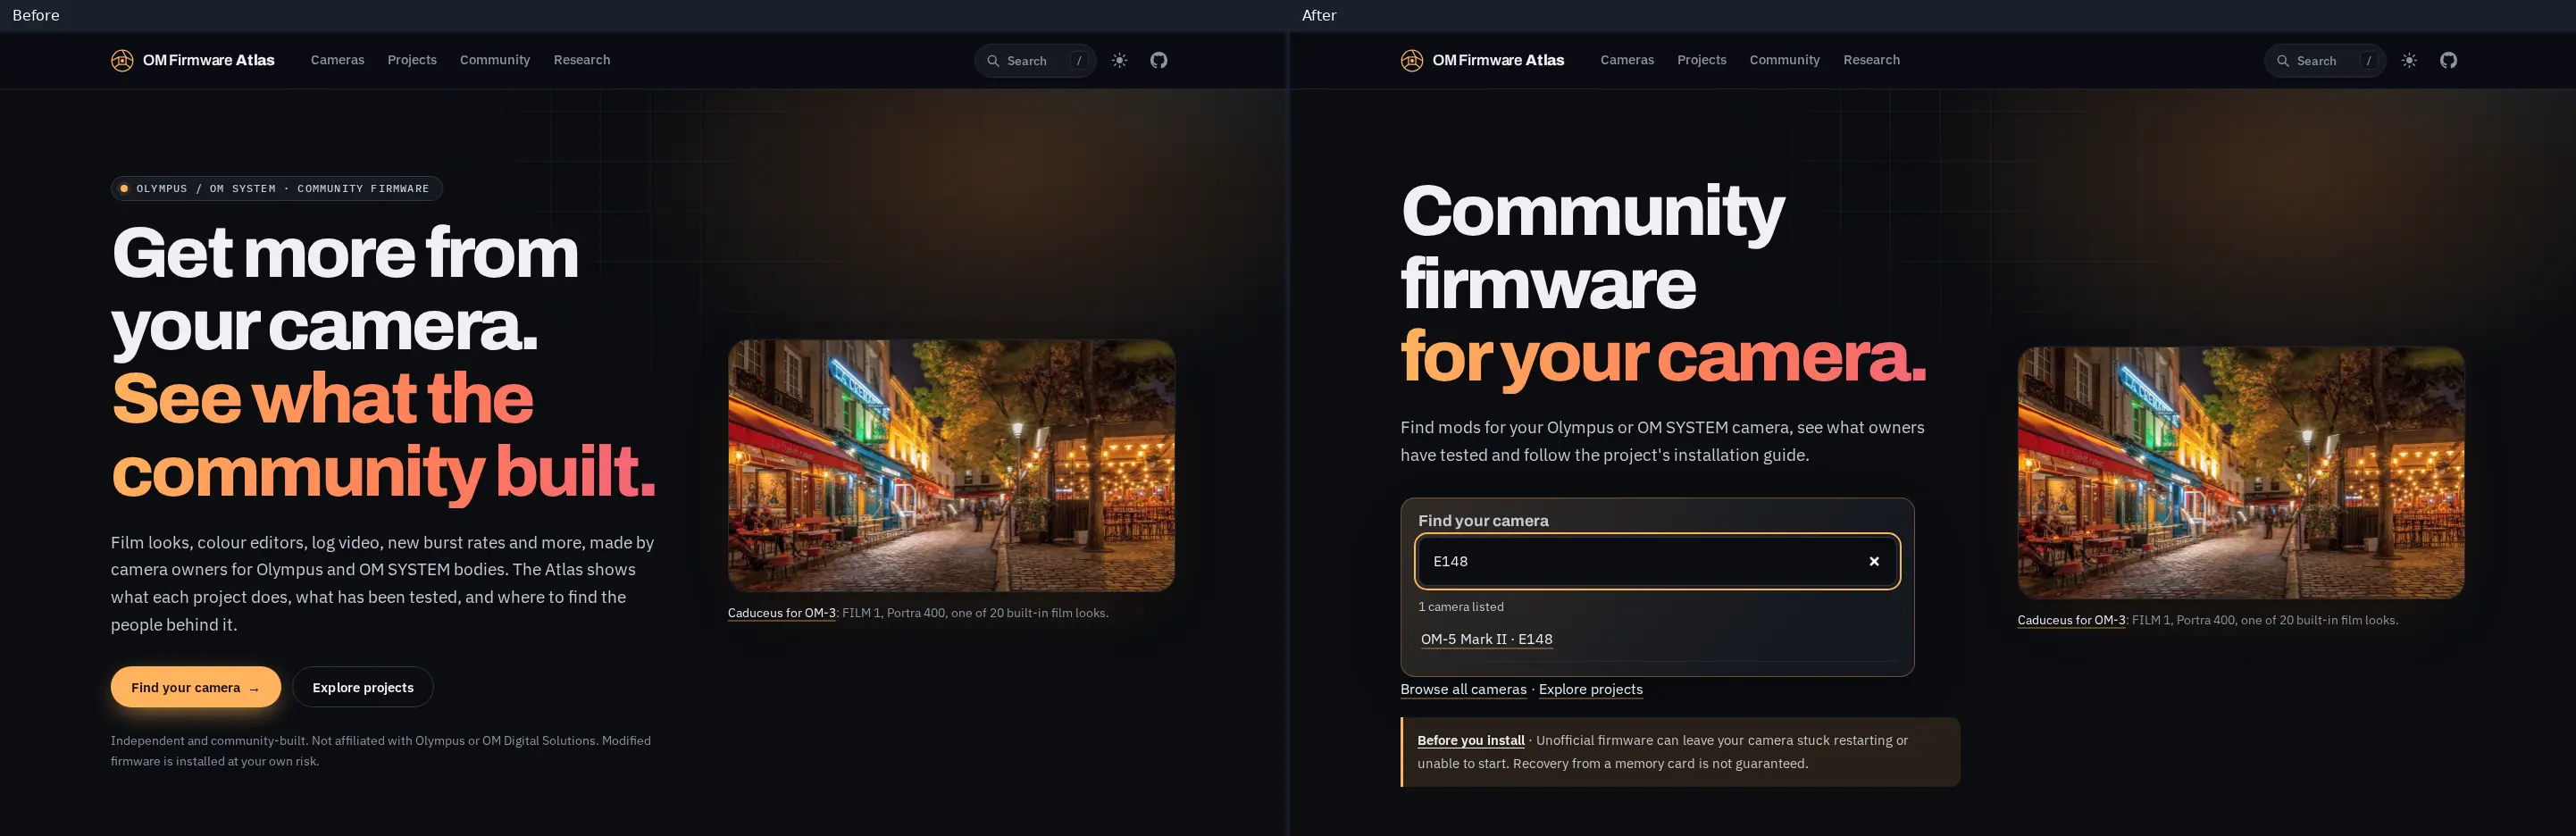 Before
OM Firmware Atlas
Cameras
Projects
Community
Research
Search
/
OLYMPUS / OM SYSTEM · COMMUNITY FIRMWARE
Get more from
your camera.
See what the
community built.
Film looks, colour editors, log video, new burst rates and more, made by
camera owners for Olympus and OM SYSTEM bodies. The Atlas shows
what each project does, what has been tested, and where to find the
people behind it.
Find your camera →
Explore projects
Independent and community-built. Not affiliated with Olympus or OM Digital Solutions. Modified
firmware is installed at your own risk.
Caduceus for OM-3: FILM 1, Portra 400, one of 20 built-in film looks.
After
OM Firmware Atlas
Cameras
Projects
Community
Research
Search
/
Community
firmware
for your camera.
Find mods for your Olympus or OM SYSTEM camera, see what owners
have tested and follow the project's installation guide.
Find your camera
E148
1 camera listed
OM-5 Mark II · E148
Browse all cameras · Explore projects
Before you install · Unofficial firmware can leave your camera stuck restarting or
unable to start. Recovery from a memory card is not guaranteed.
Caduceus for OM-3: FILM 1, Portra 400, one of 20 built-in film looks.